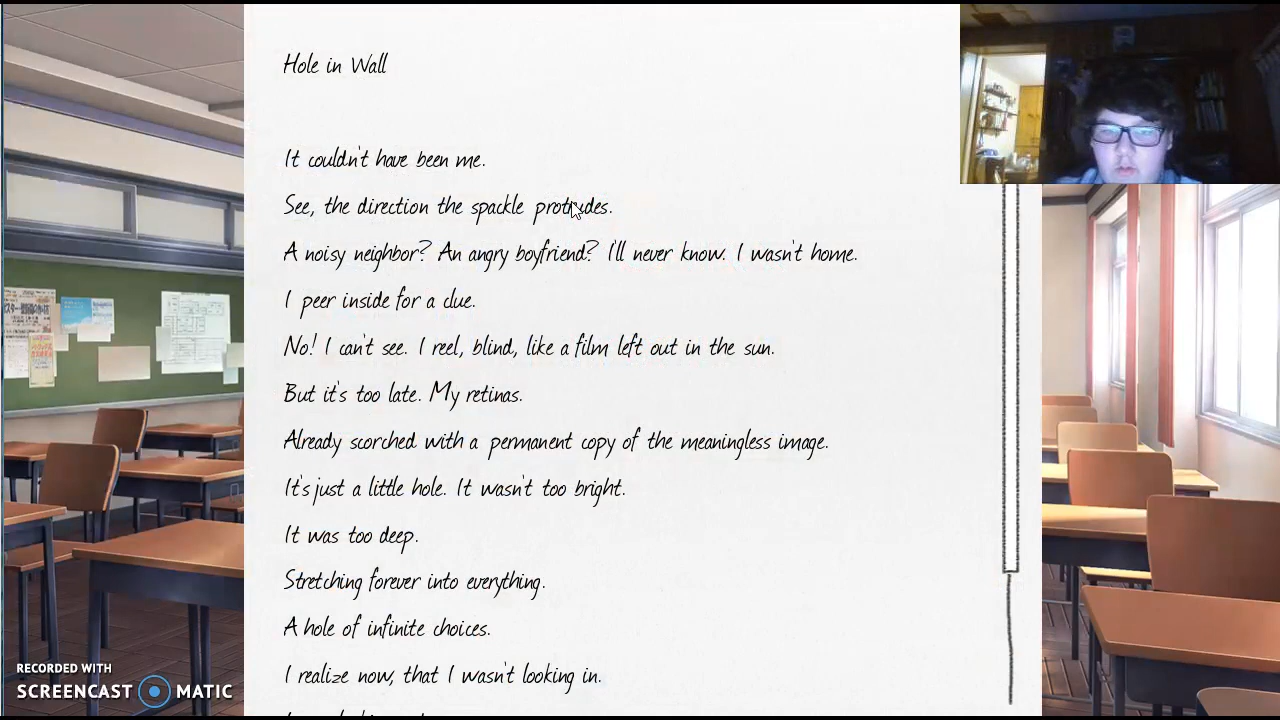 Hole in Wall
It couldn't have been me.
See, the direction the spackle protrudes.
A noisy neighbor? An angry boyfriend? I'll never know. I wasn't home.
I peer inside for a clue.
No! I can't see. I reel, blind, like a film left out in the sun.
But it's too late. My retinas.
Already scorched with a permanent copy of the meaningless image.
It's just a little hole. It wasn't too bright.
It was too deep.
Stretching forever into everything.
A hole of infinite choices.
I realize now, that I wasn't looking in.
RECORDED WITH
SCREENCAST MATIC